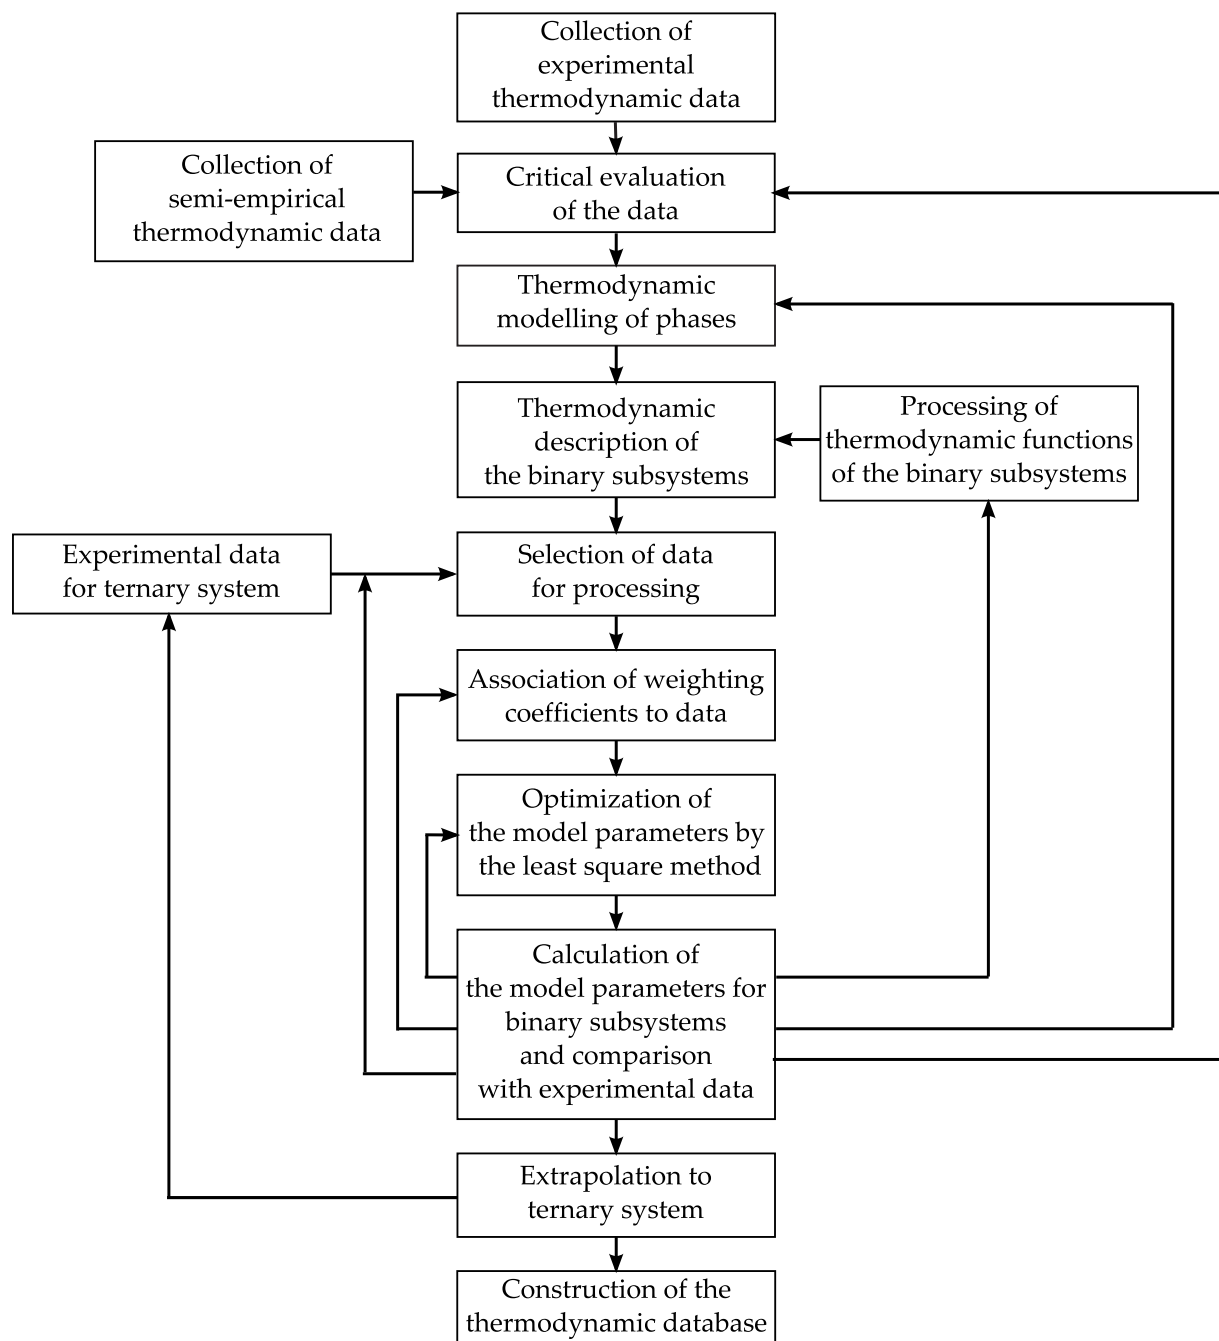 Collection of
experimental
thermodynamic data
Collection of
semi-empirical
thermodynamic data
Critical evaluation
of the data
Thermodynamic
modelling of phases
Thermodynamic
description of
the binary subsystems
Processing of
thermodynamic functions
of the binary subsystems
Experimental data
for ternary system
Selection of data
for processing
Association of weighting
coefficients to data
Optimization of
the model parameters by
the least square method
Calculation of
the model parameters for
binary subsystems
and comparison
with experimental data
Extrapolation to
ternary system
Construction of the
thermodynamic database